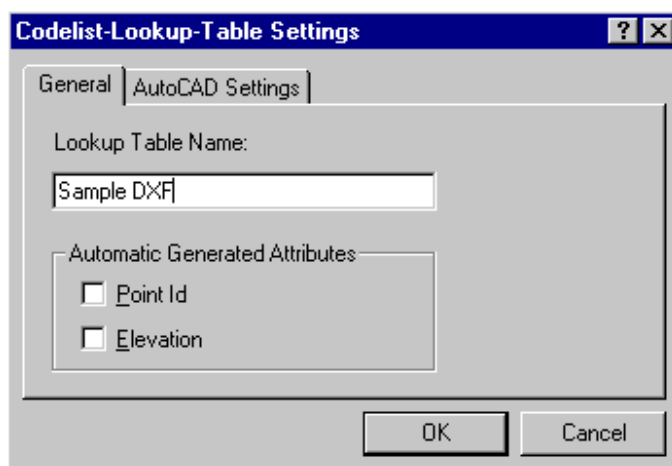 Codelist-Lookup-Table Settings
General AutoCAD Settings
Lookup Table Name:
Sample DXF
Automatic Generated Attributes
Point Id
Elevation
OK Cancel